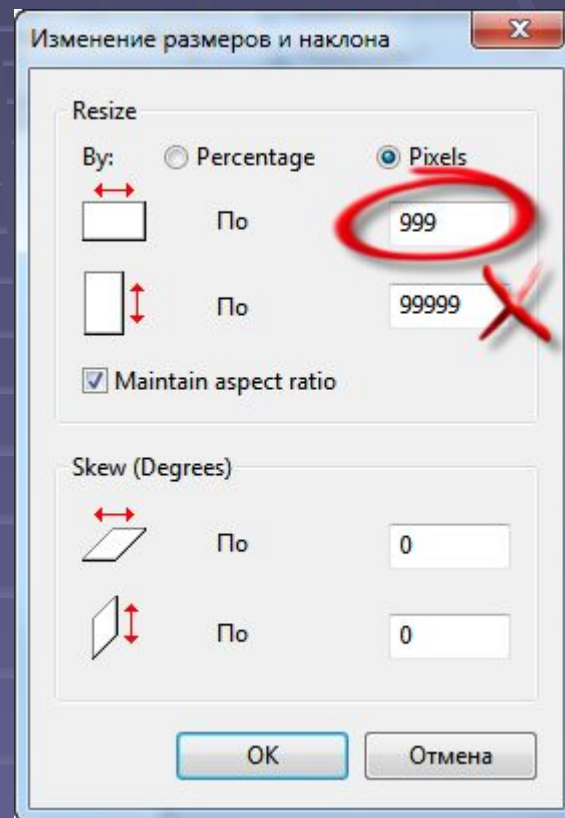 Изменение размеров и наклона
Resize
By: Percentage Pixels
По 999
По 99999
Maintain aspect ratio
Skew (Degrees)
По 0
По 0
OK Отмена